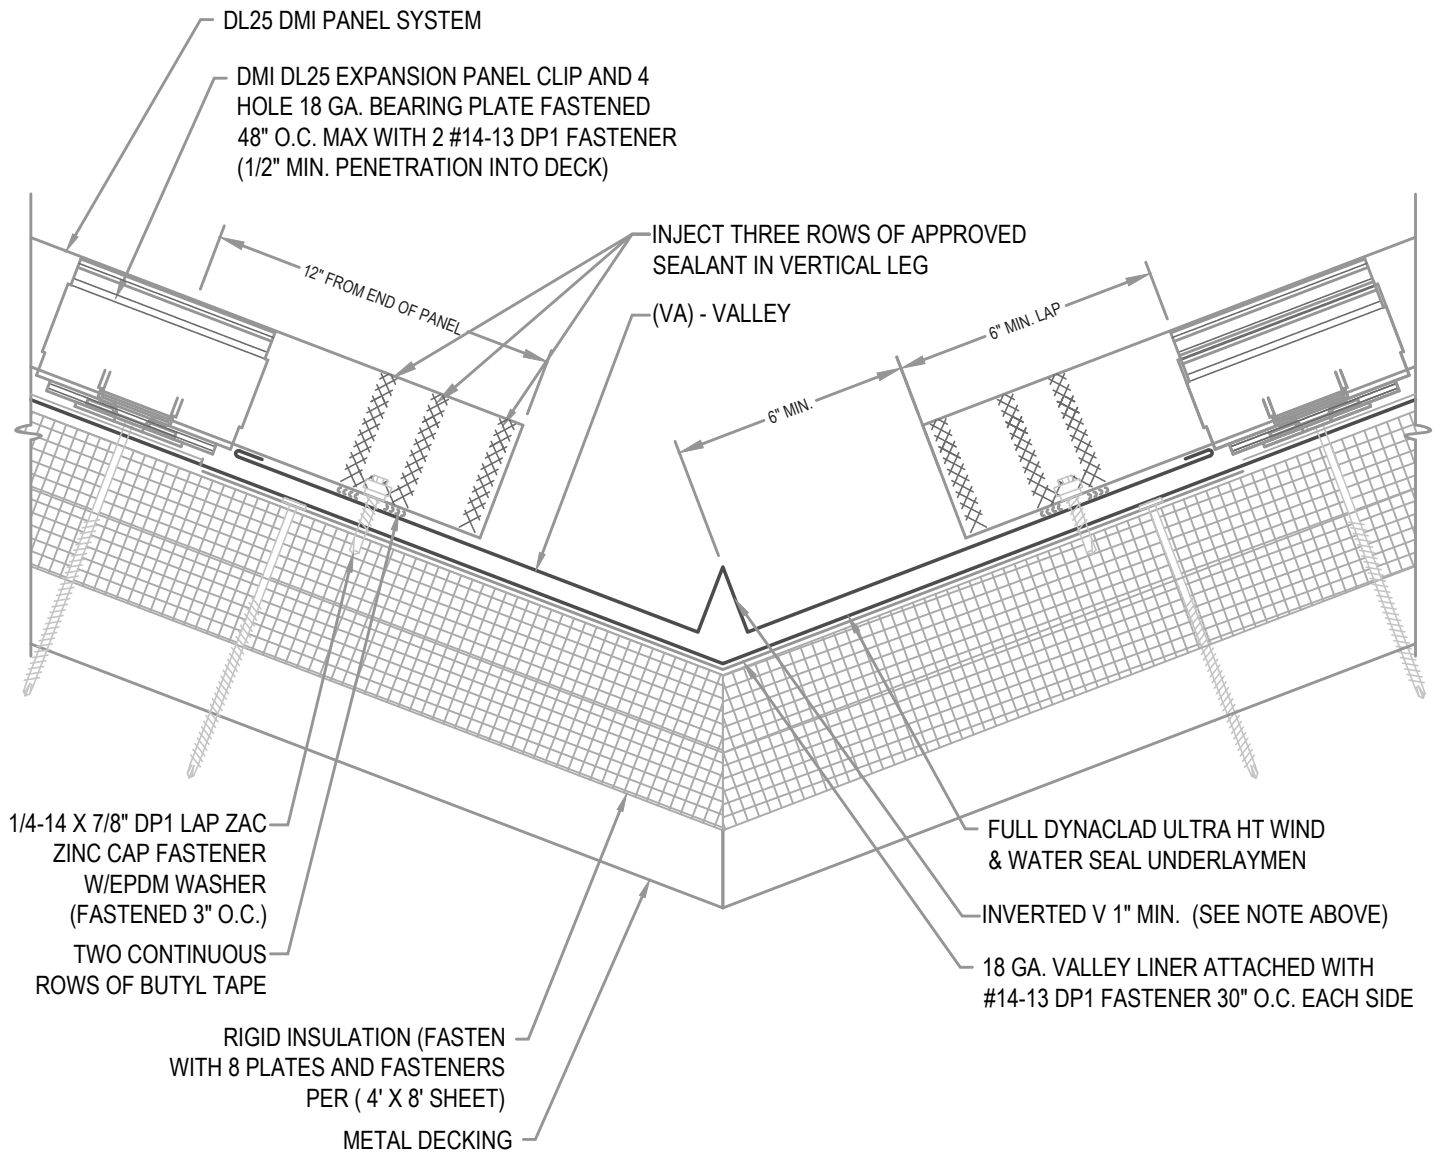 DL25 DMI PANEL SYSTEM
DMI DL25 EXPANSION PANEL CLIP AND 4
HOLE 18 GA. BEARING PLATE FASTENED
48" O.C. MAX WITH 2 #14-13 DP1 FASTENER
(1/2" MIN. PENETRATION INTO DECK)
INJECT THREE ROWS OF APPROVED
SEALANT IN VERTICAL LEG
(VA) - VALLEY
12" FROM END OF PANEL
6" MIN. LAP
6" MIN.
1/4-14 X 7/8" DP1 LAP ZAC
ZINC CAP FASTENER
W/EPDM WASHER
(FASTENED 3" O.C.)
TWO CONTINUOUS
ROWS OF BUTYL TAPE
RIGID INSULATION (FASTEN
WITH 8 PLATES AND FASTENERS
PER ( 4' X 8' SHEET)
METAL DECKING
FULL DYNACLAD ULTRA HT WIND
& WATER SEAL UNDERLAYMEN
INVERTED V 1" MIN.  (SEE NOTE ABOVE)
18 GA. VALLEY LINER ATTACHED WITH
#14-13 DP1 FASTENER 30" O.C. EACH SIDE